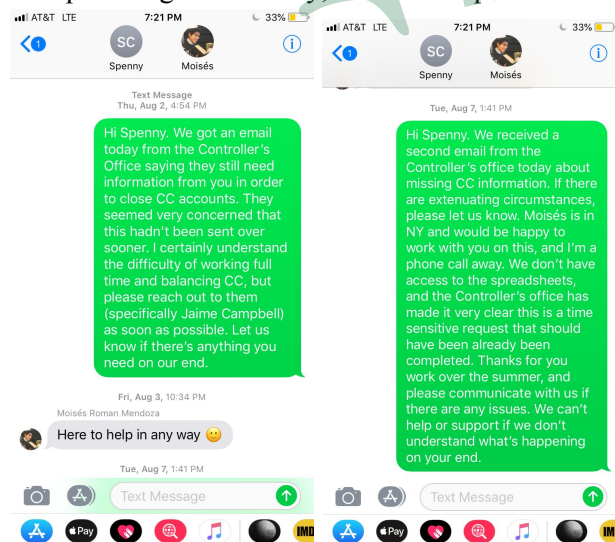 AT&T LTE 7:21 PM 33%
1
SC
Spenny Moisés
Text Message
Thu, Aug 2, 4:54 PM
Hi Spenny. We got an email
today from the Controller's
Office saying they still need
information from you in order
to close CC accounts. They
seemed very concerned that
this hadn't been sent over
sooner. I certainly understand
the difficulty of working full
time and balancing CC, but
please reach out to them
(specifically Jaime Campbell)
as soon as possible. Let us
know if there's anything you
need on our end.
Fri, Aug 3, 10:34 PM
Moisés Roman Mendoza
Here to help in any way 🙂
Tue, Aug 7, 1:41 PM
Text Message
Pay
IMD
AT&T LTE 7:21 PM 33%
1
SC
Spenny Moisés
Tue, Aug 7, 1:41 PM
Hi Spenny. We received a
second email from the
Controller's office today about
missing CC information. If there
are extenuating circumstances,
please let us know. Moisés is in
NY and would be happy to
work with you on this, and I'm a
phone call away. We don't have
access to the spreadsheets,
and the Controller's office has
made it very clear this is a time
sensitive request that should
have been already been
completed. Thanks for you
work over the summer, and
please communicate with us if
there are any issues. We can't
help or support if we don't
understand what's happening
on your end.
Text Message
Pay
IM